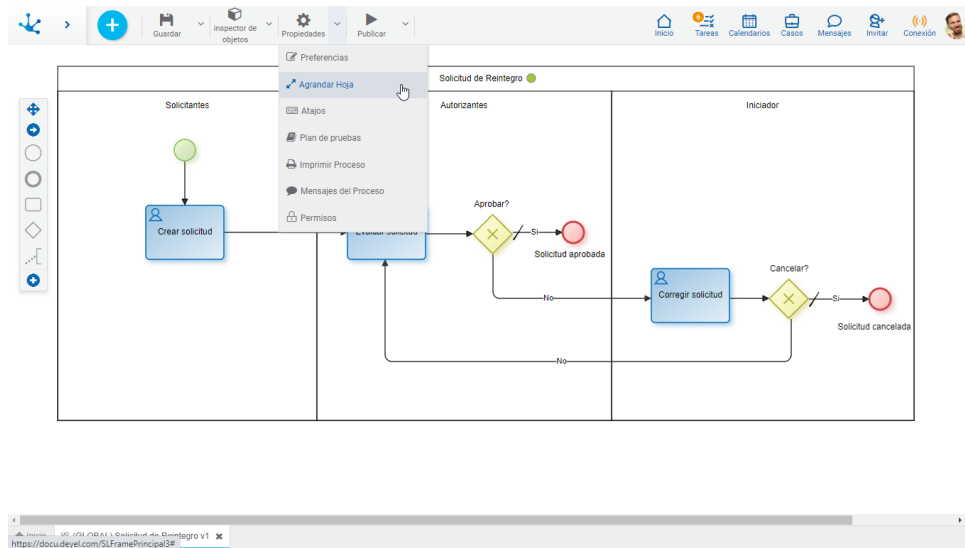 Guardar
inspector de
objetos
Propiedades
Publicar
Inicio
6
Tareas
Calendarios
Casos
Mensajes
Invitar
Conexión
Preferencias
Agrandar Hoja
Atajos
Plan de pruebas
Imprimir Proceso
Mensajes del Proceso
Permisos
Solicitud de Reintegro
Solicitantes
Autorizantes
Iniciador
Crear solicitud
Evaluar solicitud
Aprobar?
Si
Solicitud aprobada
No
Corregir solicitud
Cancelar?
Si
Solicitud cancelada
No
Inicio
(GLOBAL) Solicitud de Reintegro v1
https://docu.deyel.com/SLFramePrincipal3#